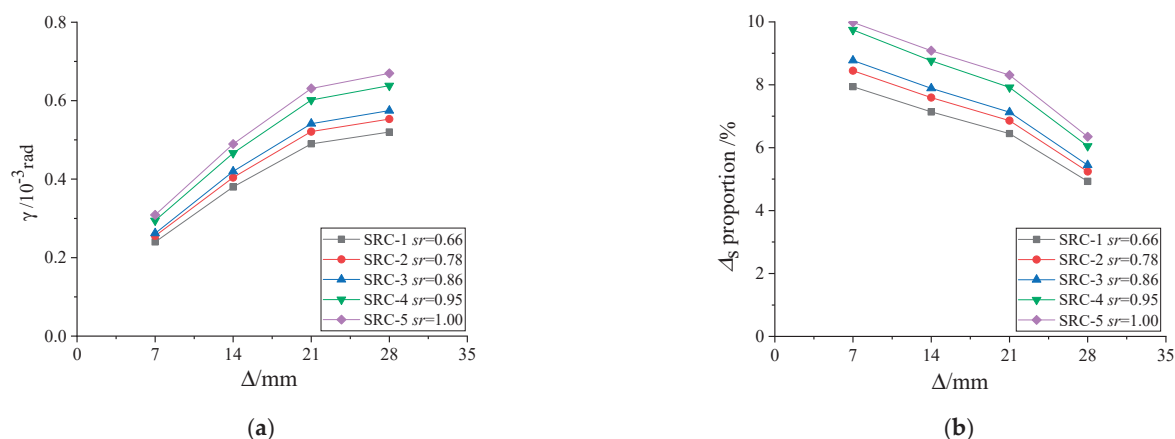 0.8
0.6
0.4
0.2
0.0
γ/10⁻³rad
SRC-1 sr=0.66
SRC-2 sr=0.78
SRC-3 sr=0.86
SRC-4 sr=0.95
SRC-5 sr=1.00
0 7 14 21 28 35
Δ/mm
(a)
10
8
6
4
2
0
Δs proportion /%
SRC-1 sr=0.66
SRC-2 sr=0.78
SRC-3 sr=0.86
SRC-4 sr=0.95
SRC-5 sr=1.00
0 7 14 21 28 35
Δ/mm
(b)